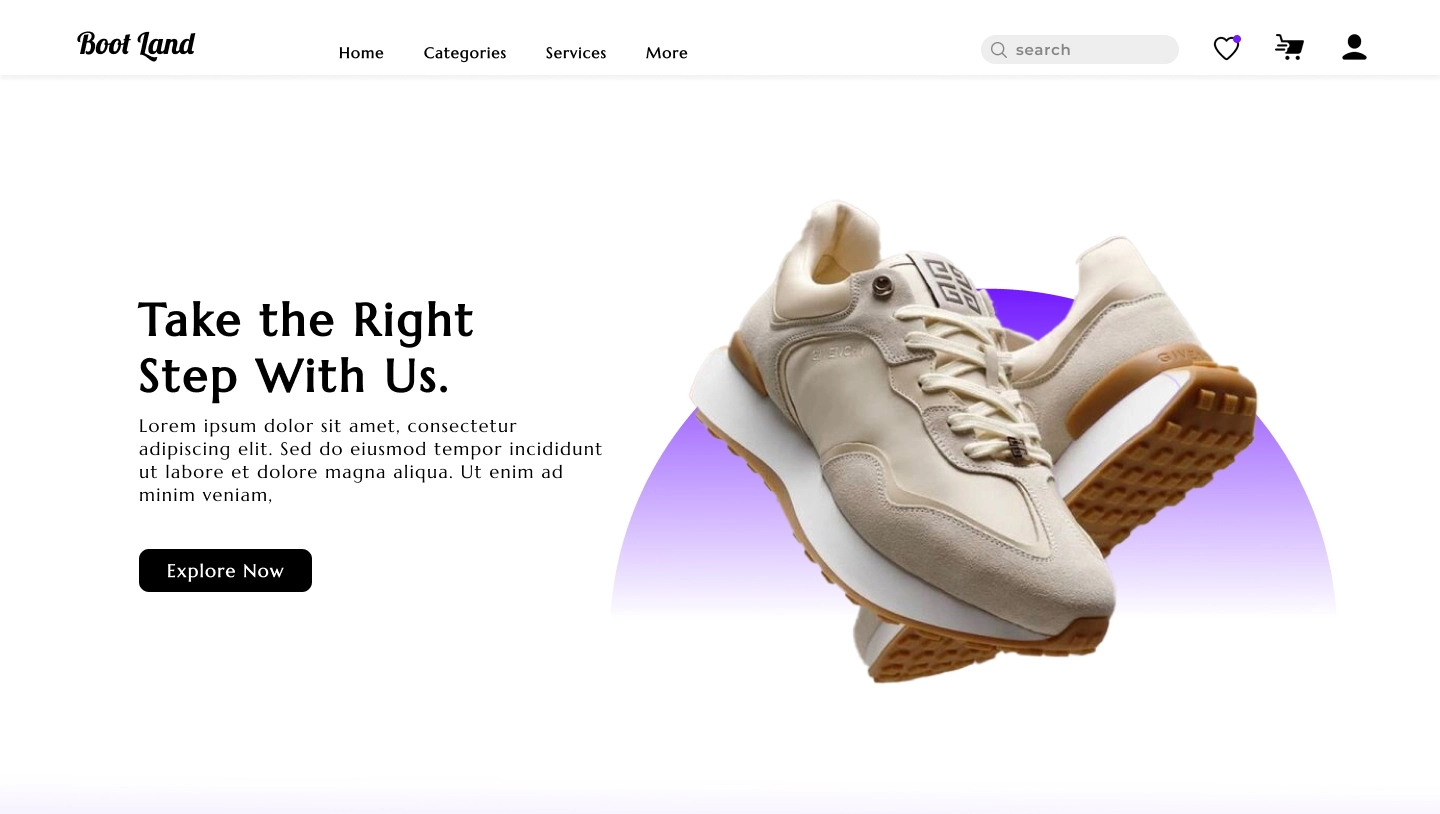 Boot Land
Home Categories Services More
search
Take the Right
Step With Us.
Lorem ipsum dolor sit amet, consectetur
adipiscing elit. Sed do eiusmod tempor incididunt
ut labore et dolore magna aliqua. Ut enim ad
minim veniam,
Explore Now
GIVENCHY